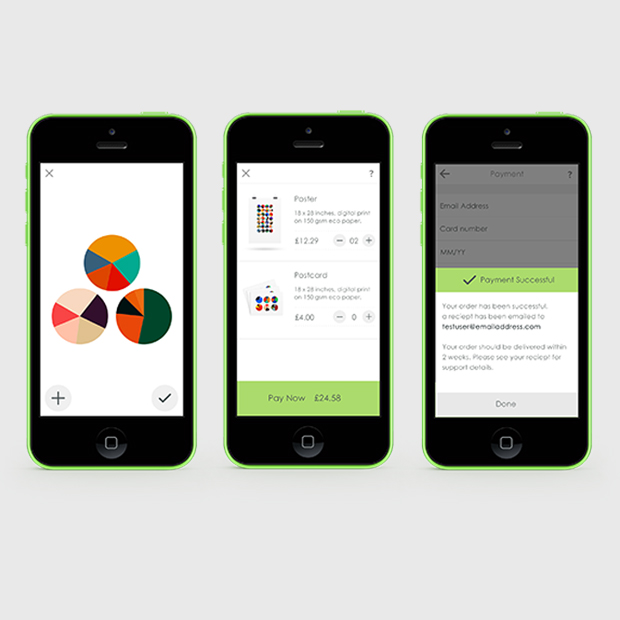 ?
Poster
18 x 28 inches, digital print
on 150 gsm eco paper.
£12.29
02
Postcard
18 x 28 inches, digital print
on 150 gsm eco paper.
£4.00
0
Pay Now £24.58
Payment
?
Email Address
Card number
MM/YY
Payment Successful
Your order has been successful,
a reciept has been emailed to
testuser@emailaddress.com
Your order should be delivered within
2 weeks. Please see your reciept for
support details.
Done